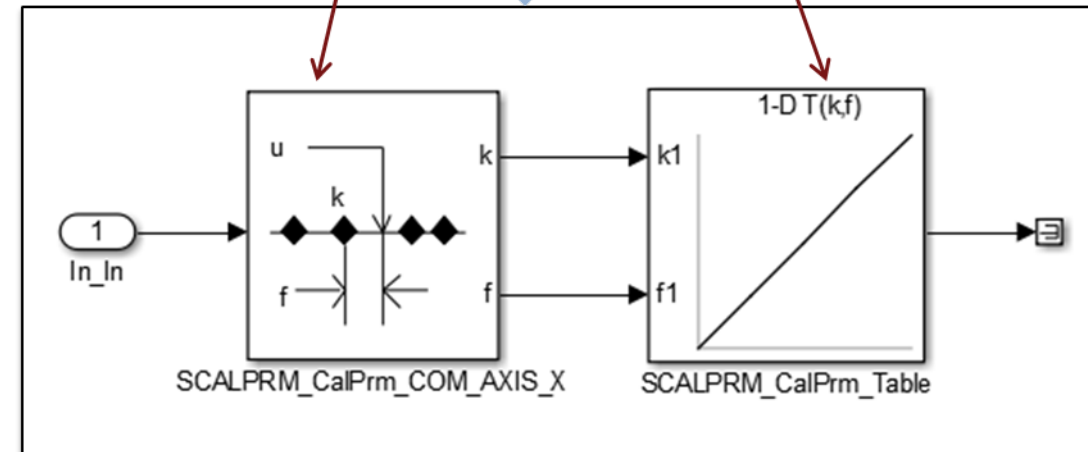 1-D T(k,f)
u
k
k
k1
1
In_In
f
f
f1
SCALPRM_CalPrm_COM_AXIS_X
SCALPRM_CalPrm_Table